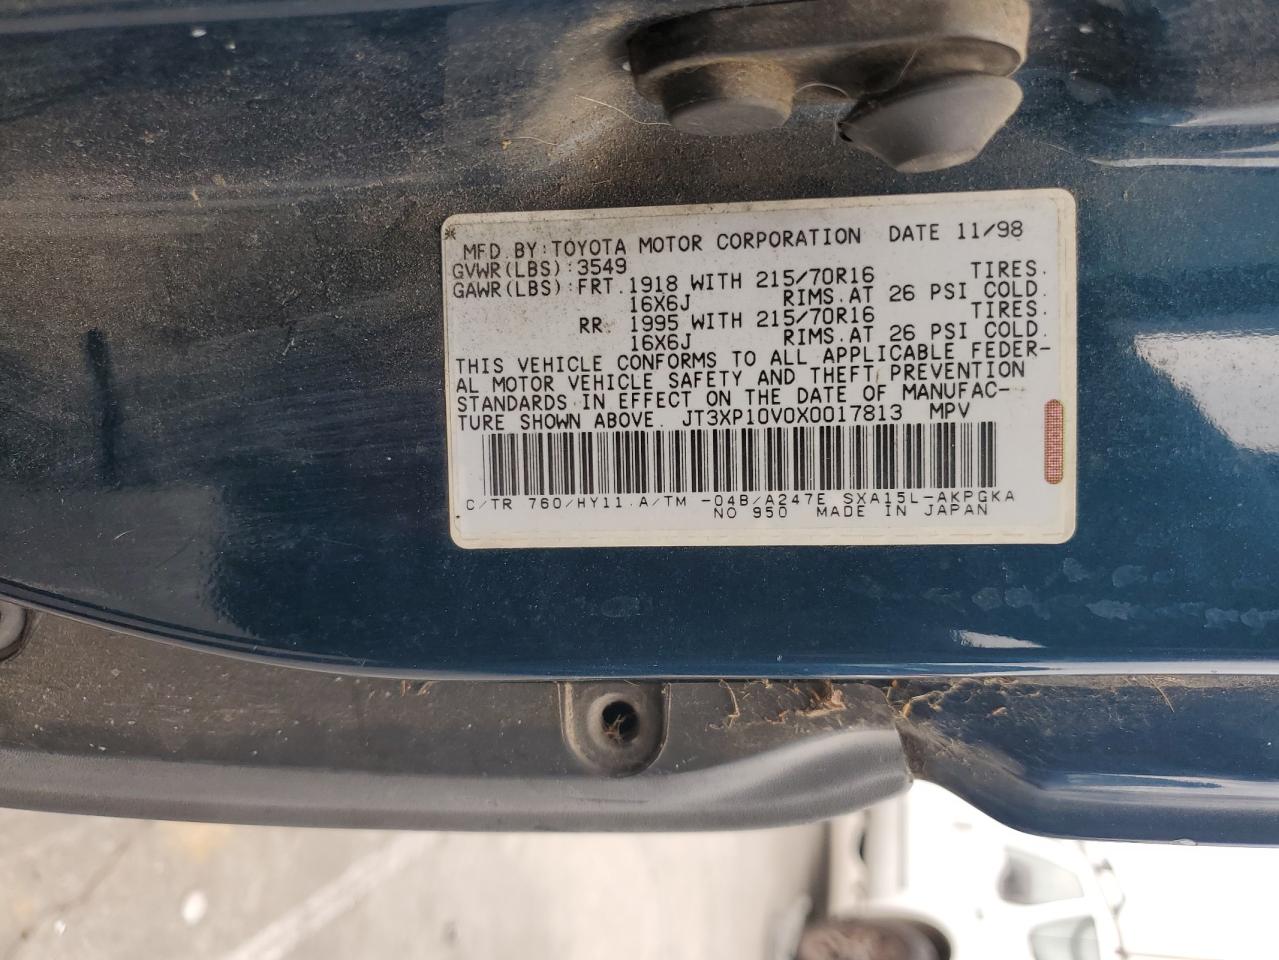 *
MFD. BY: TOYOTA MOTOR CORPORATION DATE 11/98
GVWR(LBS): 3549
GAWR(LBS): FRT. 1918 WITH 215/70R16 TIRES.
16X6J RIMS. AT 26 PSI COLD.
RR. 1995 WITH 215/70R16 TIRES.
16X6J RIMS. AT 26 PSI COLD.
THIS VEHICLE CONFORMS TO ALL APPLICABLE FEDER-
AL MOTOR VEHICLE SAFETY AND THEFT PREVENTION
STANDARDS IN EFFECT ON THE DATE OF MANUFAC-
TURE SHOWN ABOVE. JT3XP10V0X0017813 MPV
C/TR 760/HY11. A/TM -04B/A247E SXA15L-AKPGKA
NO 950 MADE IN JAPAN